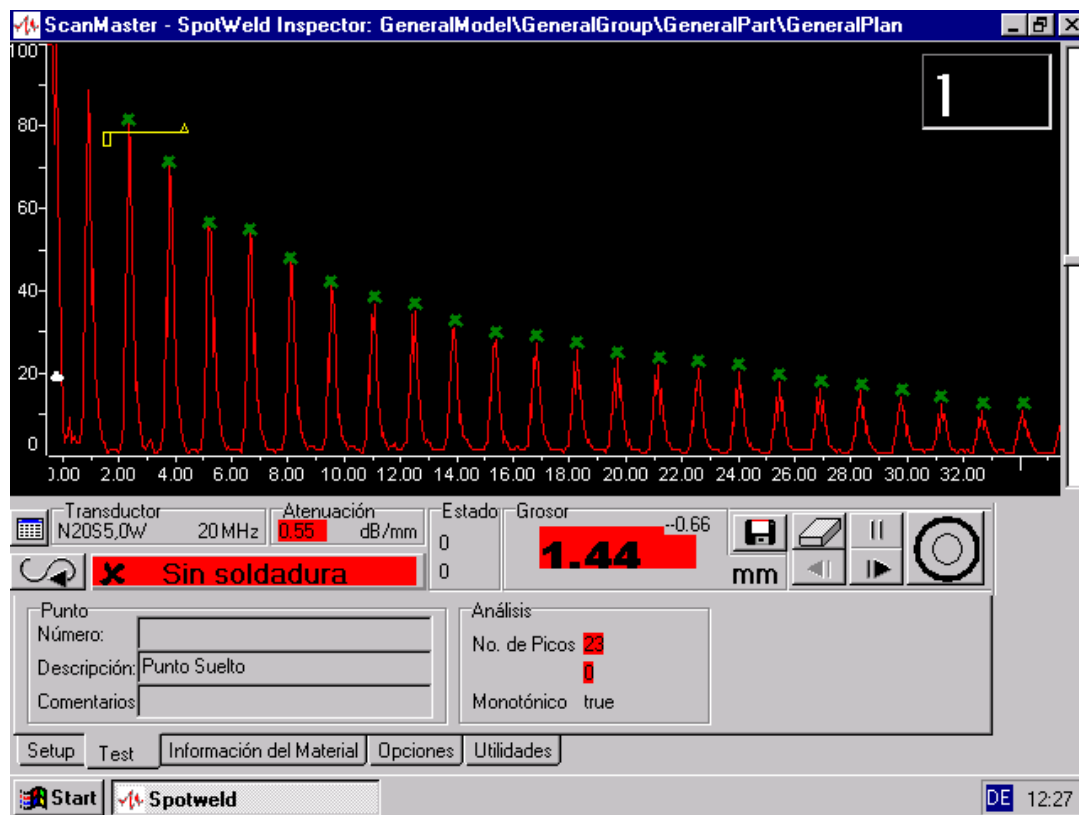 ScanMaster - SpotWeld Inspector: GeneralModel\GeneralGroup\GeneralPart\GeneralPlan
100
1
80
60
40
20
0
0.00 2.00 4.00 6.00 8.00 10.00 12.00 14.00 16.00 18.00 20.00 22.00 24.00 26.00 28.00 30.00 32.00
Transductor
N20S5,0W 20 MHz
Atenuación
0.55 dB/mm
Estado
0
0
Grosor
--0.66
1.44
mm
Sin soldadura
Punto
Número:
Descripción: Punto Suelto
Comentarios
Análisis
No. de Picos 23
0
Monotónico true
Setup Test Información del Material Opciones Utilidades
Start Spotweld DE 12:27